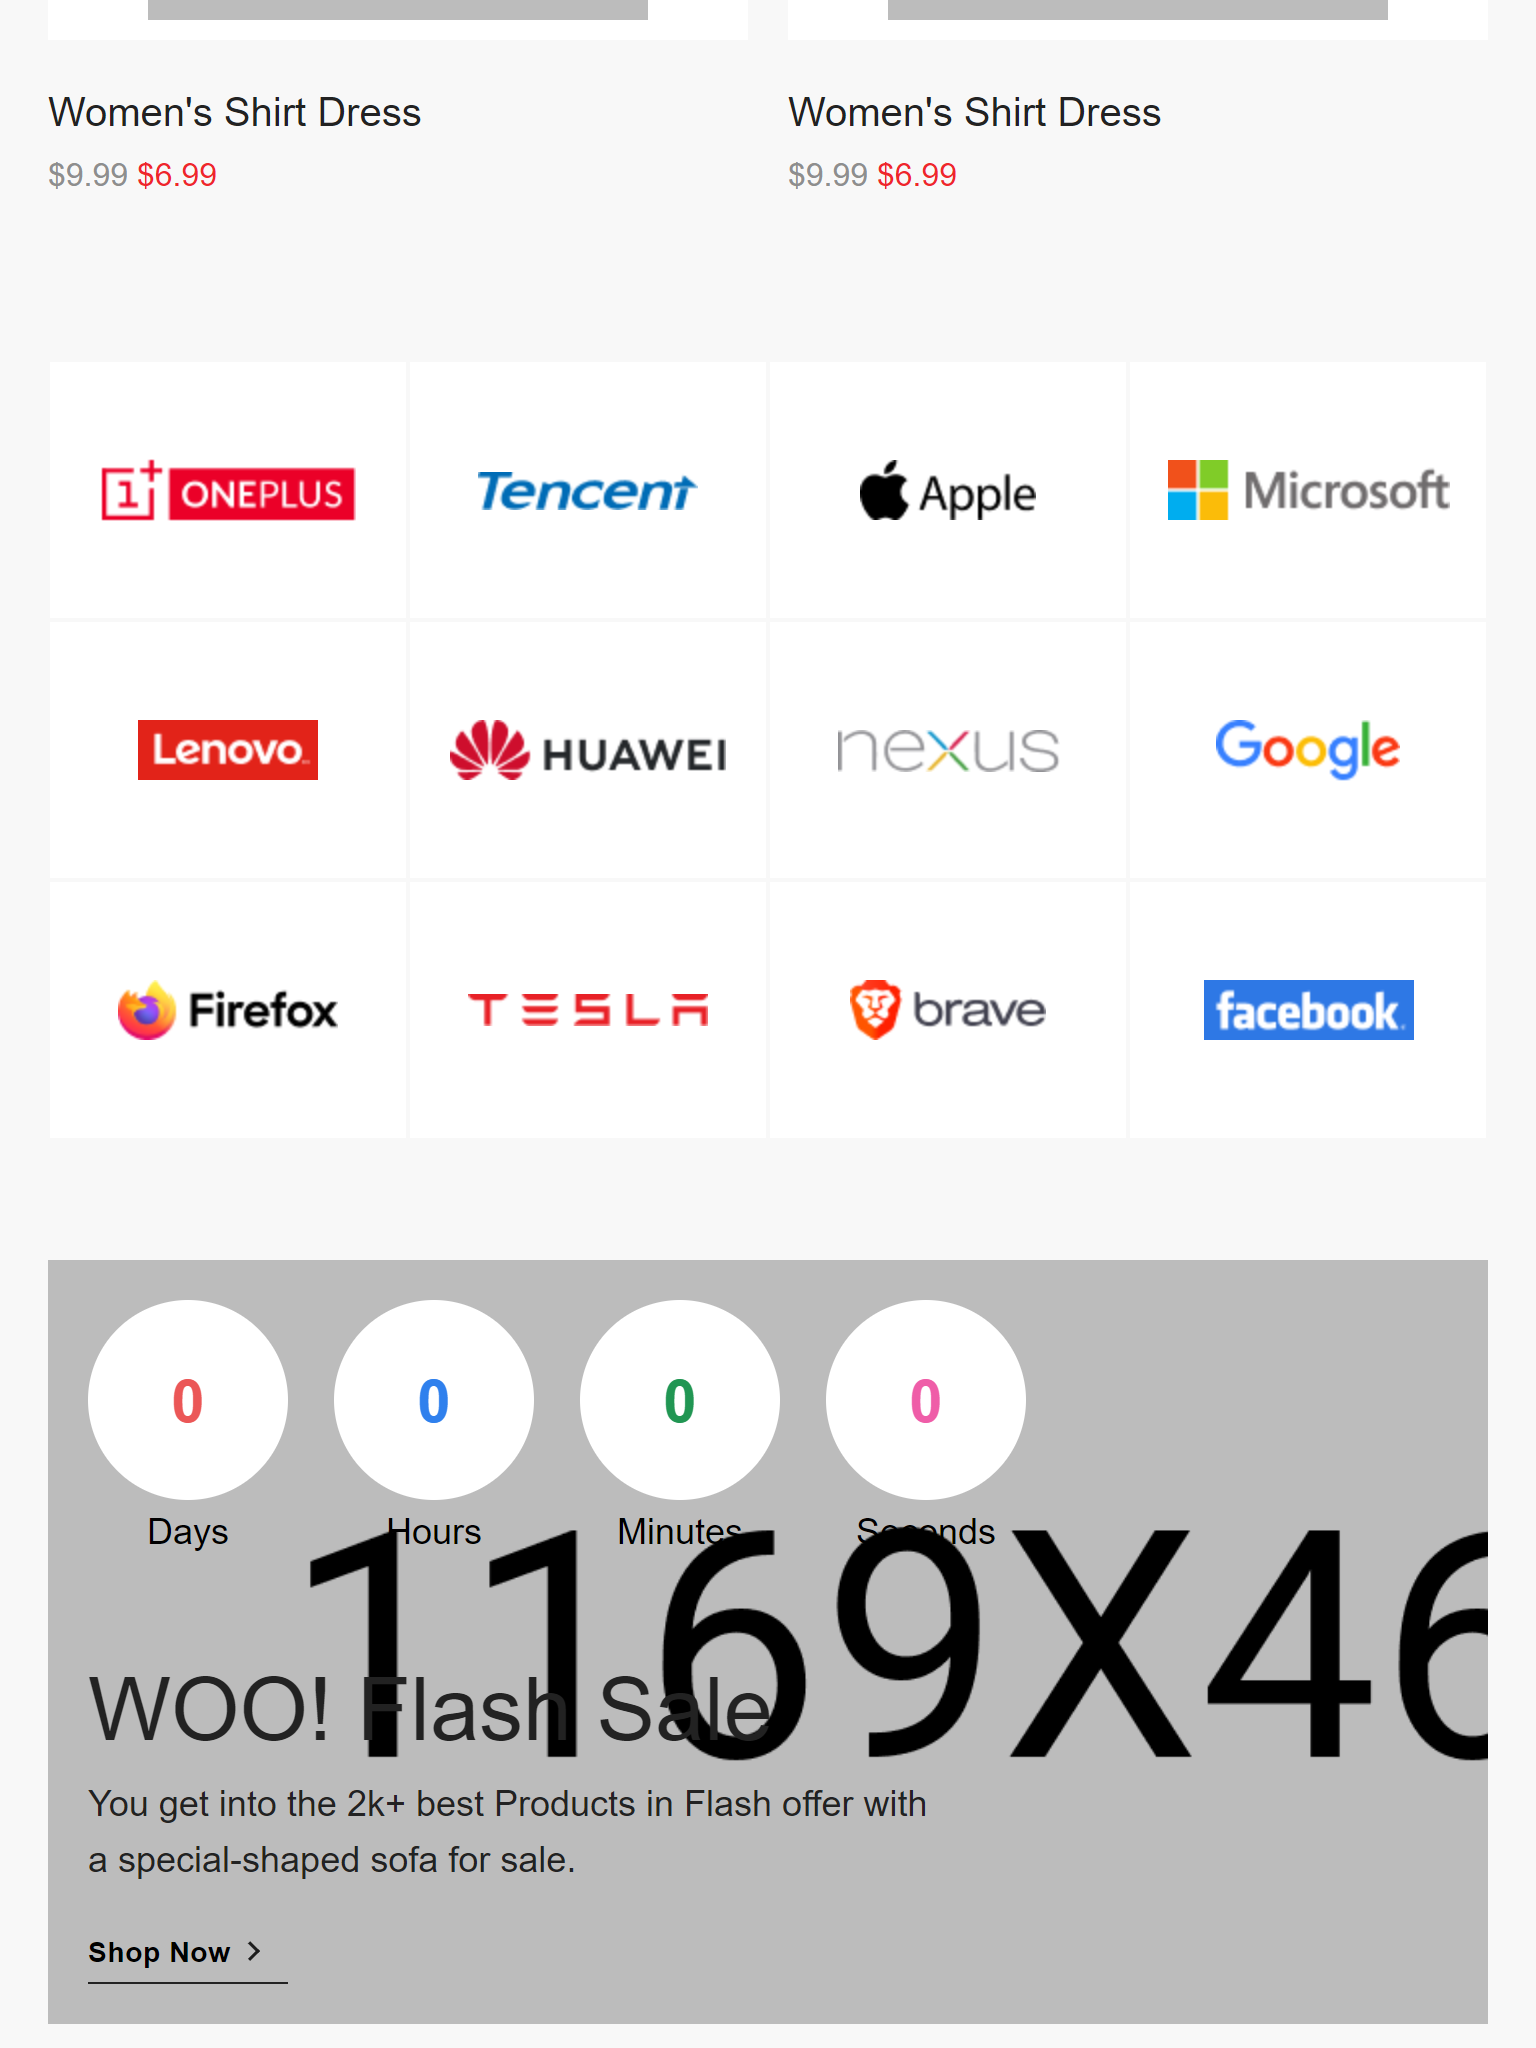 Women's Shirt Dress
Women's Shirt Dress
$9.99 $6.99
$9.99 $6.99
1+ ONEPLUS
Tencent
Apple
Microsoft
Lenovo
HUAWEI
nexus
Google
Firefox
TESLA
brave
facebook
0
0
0
0
Days
Hours
Minutes
Seconds
1169X46
WOO! Flash Sale
You get into the 2k+ best Products in Flash offer with
a special-shaped sofa for sale.
Shop Now